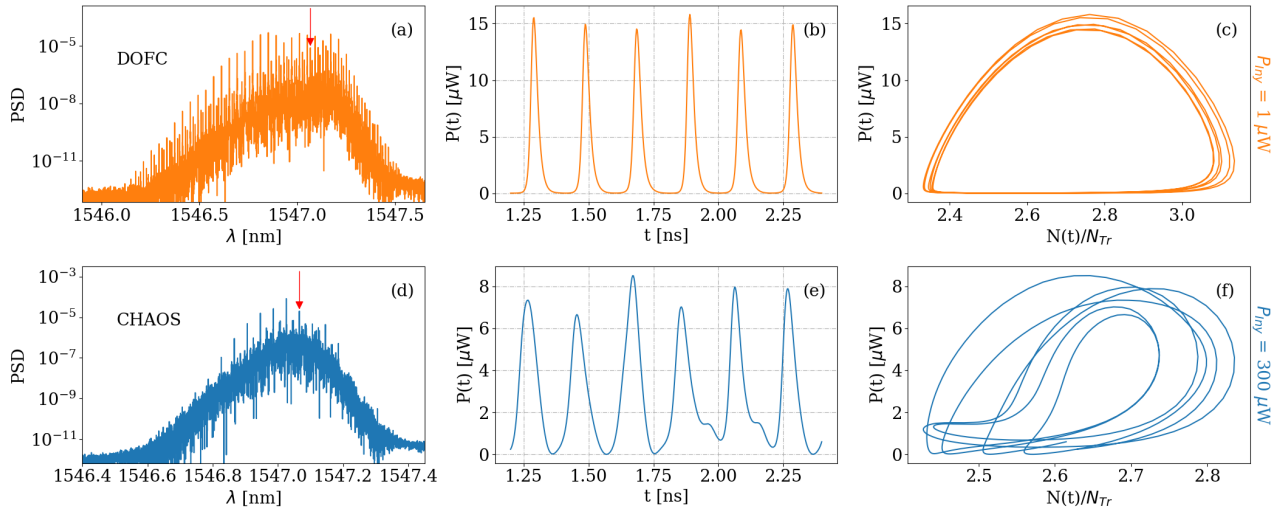 (a)
DOFC
10⁻⁵
10⁻⁸
10⁻¹¹
PSD
1546.0 1546.5 1547.0 1547.5
λ [nm]
(b)
15
10
5
0
P(t) [μW]
1.25 1.50 1.75 2.00 2.25
t [ns]
(c)
15
10
5
0
P(t) [μW]
2.4 2.6 2.8 3.0
N(t)/N_Tr
P_Iny = 1 μW
(d)
CHAOS
10⁻³
10⁻⁵
10⁻⁷
10⁻⁹
10⁻¹¹
PSD
1546.4 1546.6 1546.8 1547.0 1547.2 1547.4
λ [nm]
(e)
8
6
4
2
0
P(t) [μW]
1.25 1.50 1.75 2.00 2.25
t [ns]
(f)
8
6
4
2
0
P(t) [μW]
2.5 2.6 2.7 2.8
N(t)/N_Tr
P_Iny = 300 μW